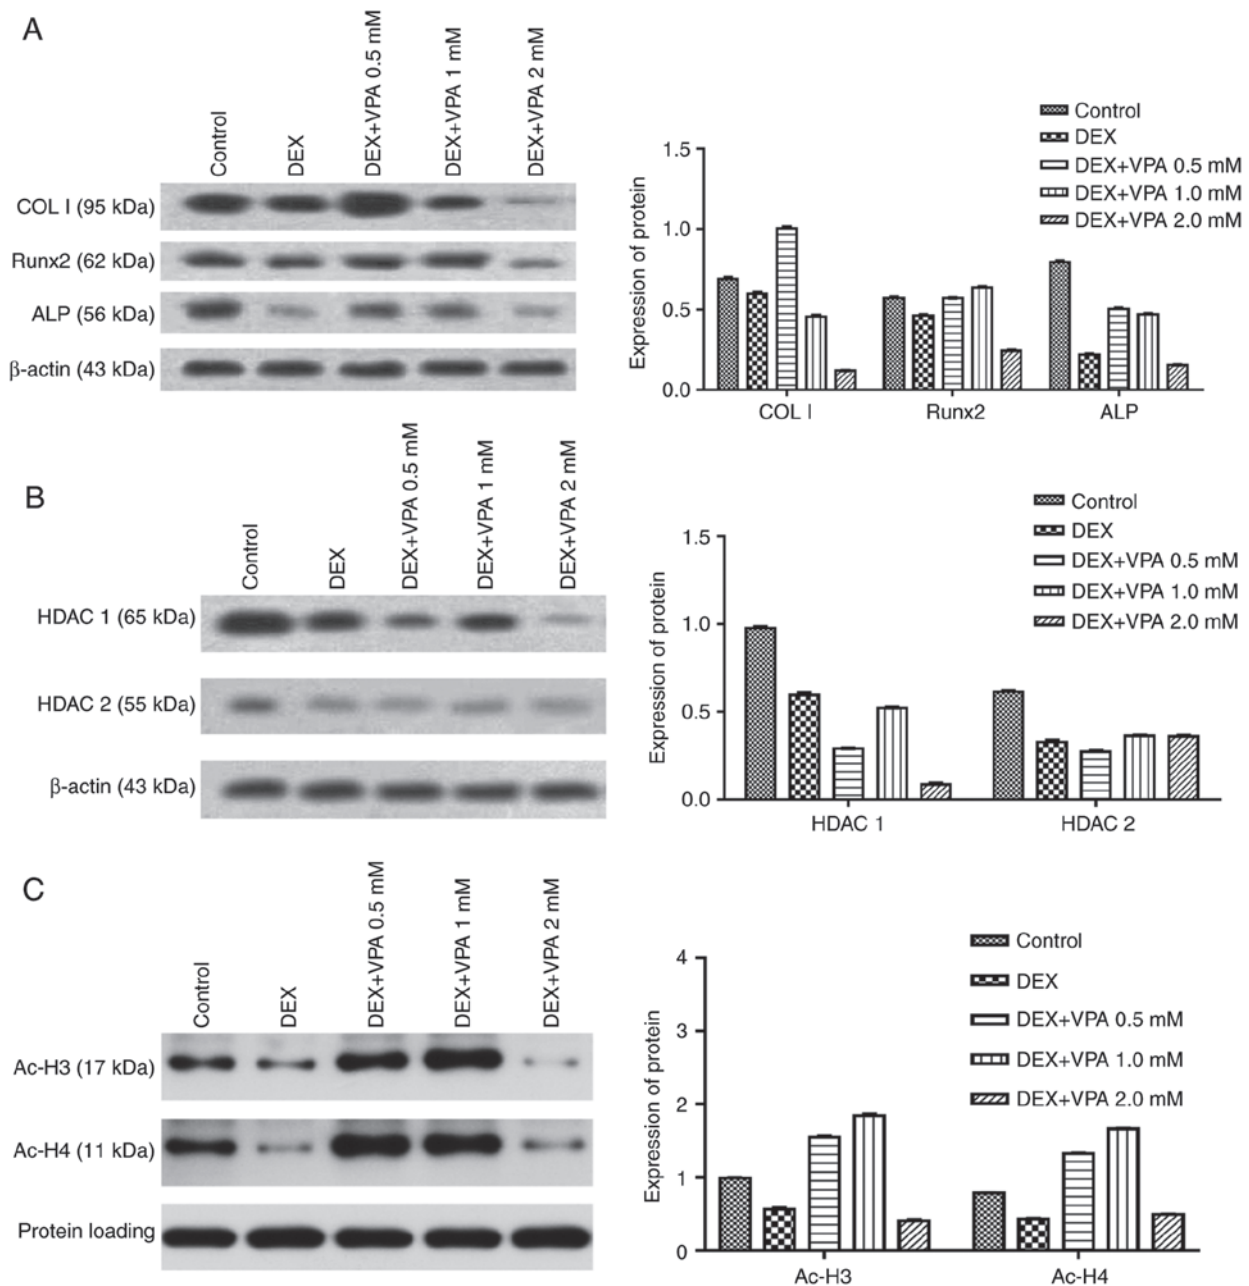 A
Control
DEX
DEX+VPA 0.5 mM
DEX+VPA 1 mM
DEX+VPA 2 mM
COL I (95 kDa)
Runx2 (62 kDa)
ALP (56 kDa)
β-actin (43 kDa)
Control
DEX
DEX+VPA 0.5 mM
DEX+VPA 1.0 mM
DEX+VPA 2.0 mM
Expression of protein
1.5
1.0
0.5
0.0
COL I Runx2 ALP
B
Control
DEX
DEX+VPA 0.5 mM
DEX+VPA 1 mM
DEX+VPA 2 mM
HDAC 1 (65 kDa)
HDAC 2 (55 kDa)
β-actin (43 kDa)
Control
DEX
DEX+VPA 0.5 mM
DEX+VPA 1.0 mM
DEX+VPA 2.0 mM
Expression of protein
1.5
1.0
0.5
0.0
HDAC 1 HDAC 2
C
Control
DEX
DEX+VPA 0.5 mM
DEX+VPA 1 mM
DEX+VPA 2 mM
Ac-H3 (17 kDa)
Ac-H4 (11 kDa)
Protein loading
Control
DEX
DEX+VPA 0.5 mM
DEX+VPA 1.0 mM
DEX+VPA 2.0 mM
Expression of protein
4
3
2
1
0
Ac-H3 Ac-H4